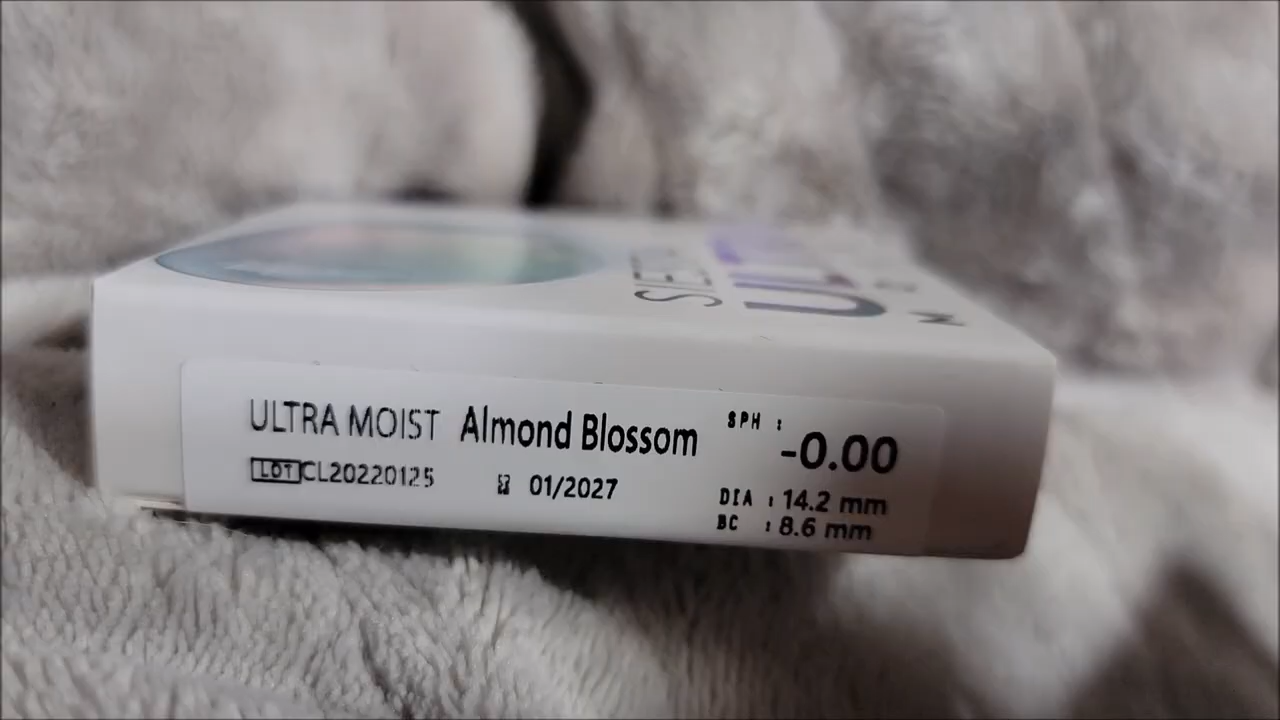 ULTRA MOIST Almond Blossom
SPH : -0.00
LOT CL20220125 01/2027
DIA : 14.2 mm
BC : 8.6 mm